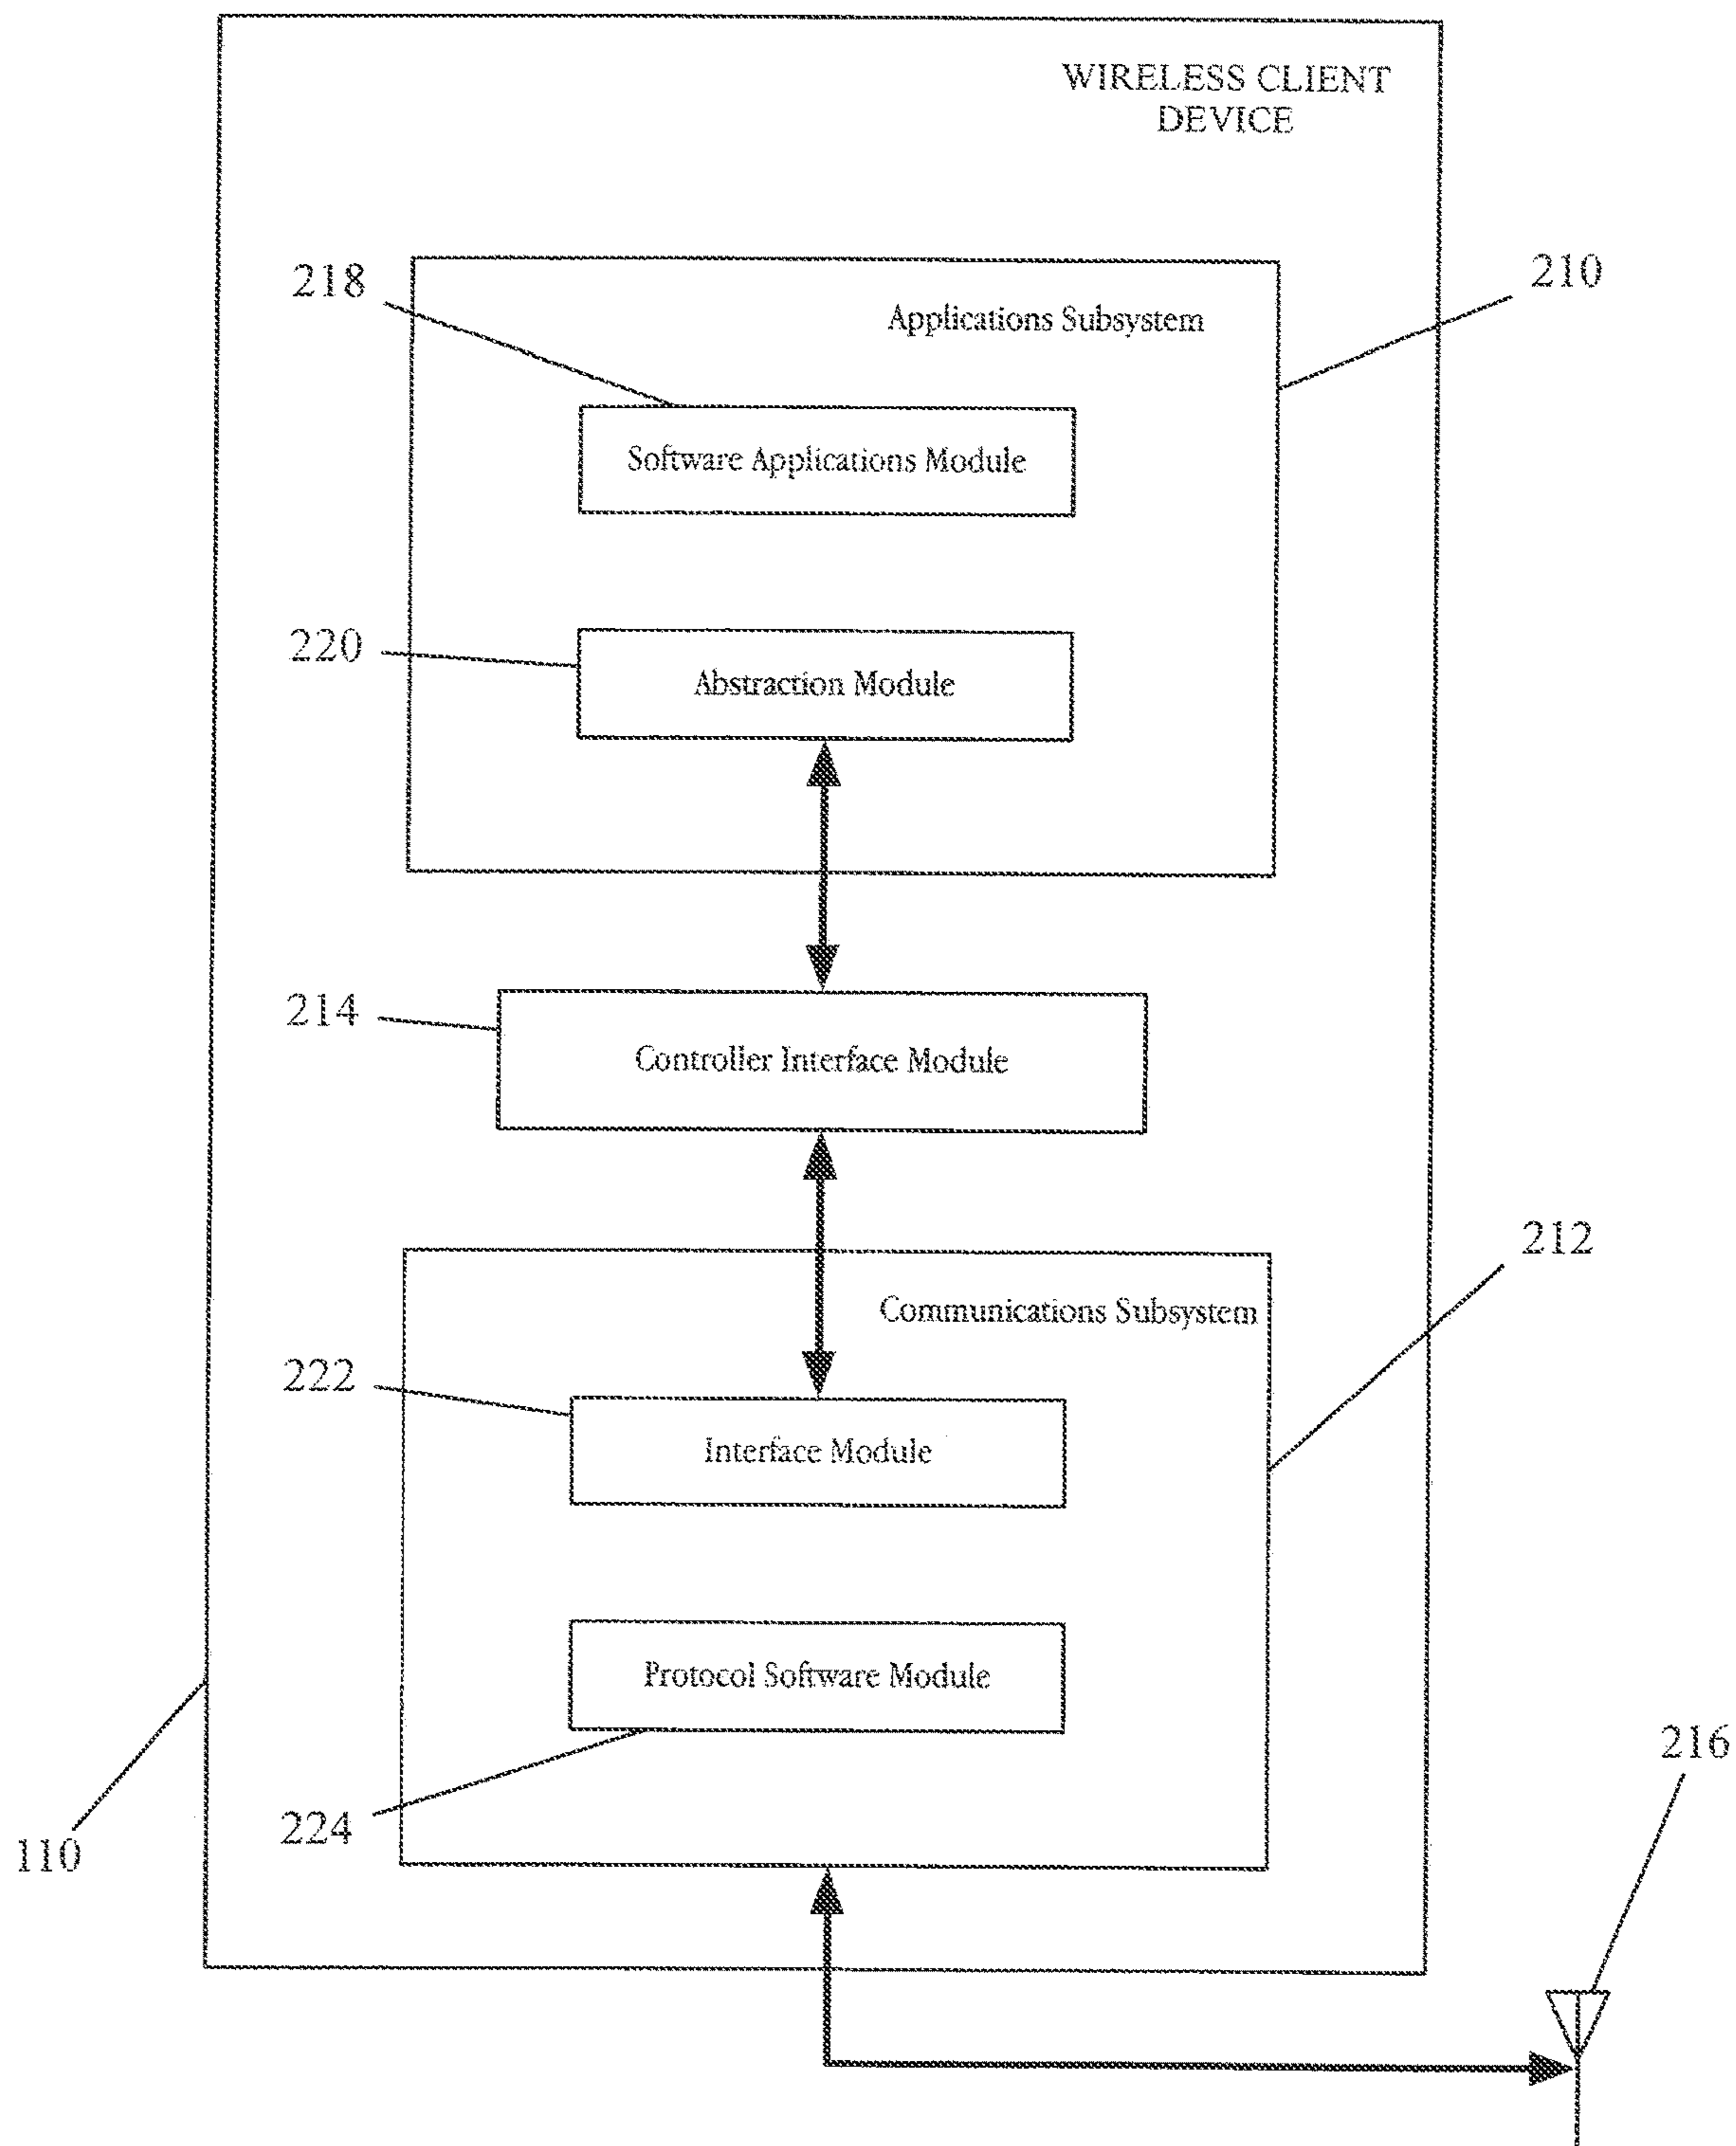 WIRELESS CLIENT
DEVICE
218
210
Applications Subsystem
Software Applications Module
220
Abstraction Module
214
Controller Interface Module
212
Communications Subsystem
222
Interface Module
Protocol Software Module
216
224
110